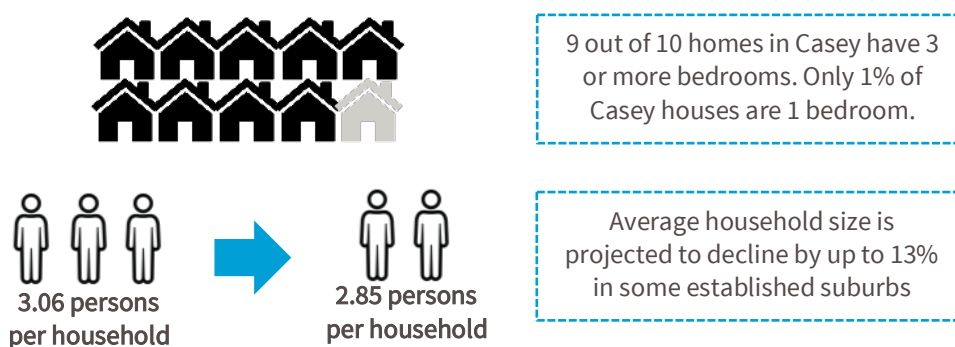 9 out of 10 homes in Casey have 3
or more bedrooms. Only 1% of
Casey houses are 1 bedroom.
3.06 persons
per household
2.85 persons
per household
Average household size is
projected to decline by up to 13%
in some established suburbs